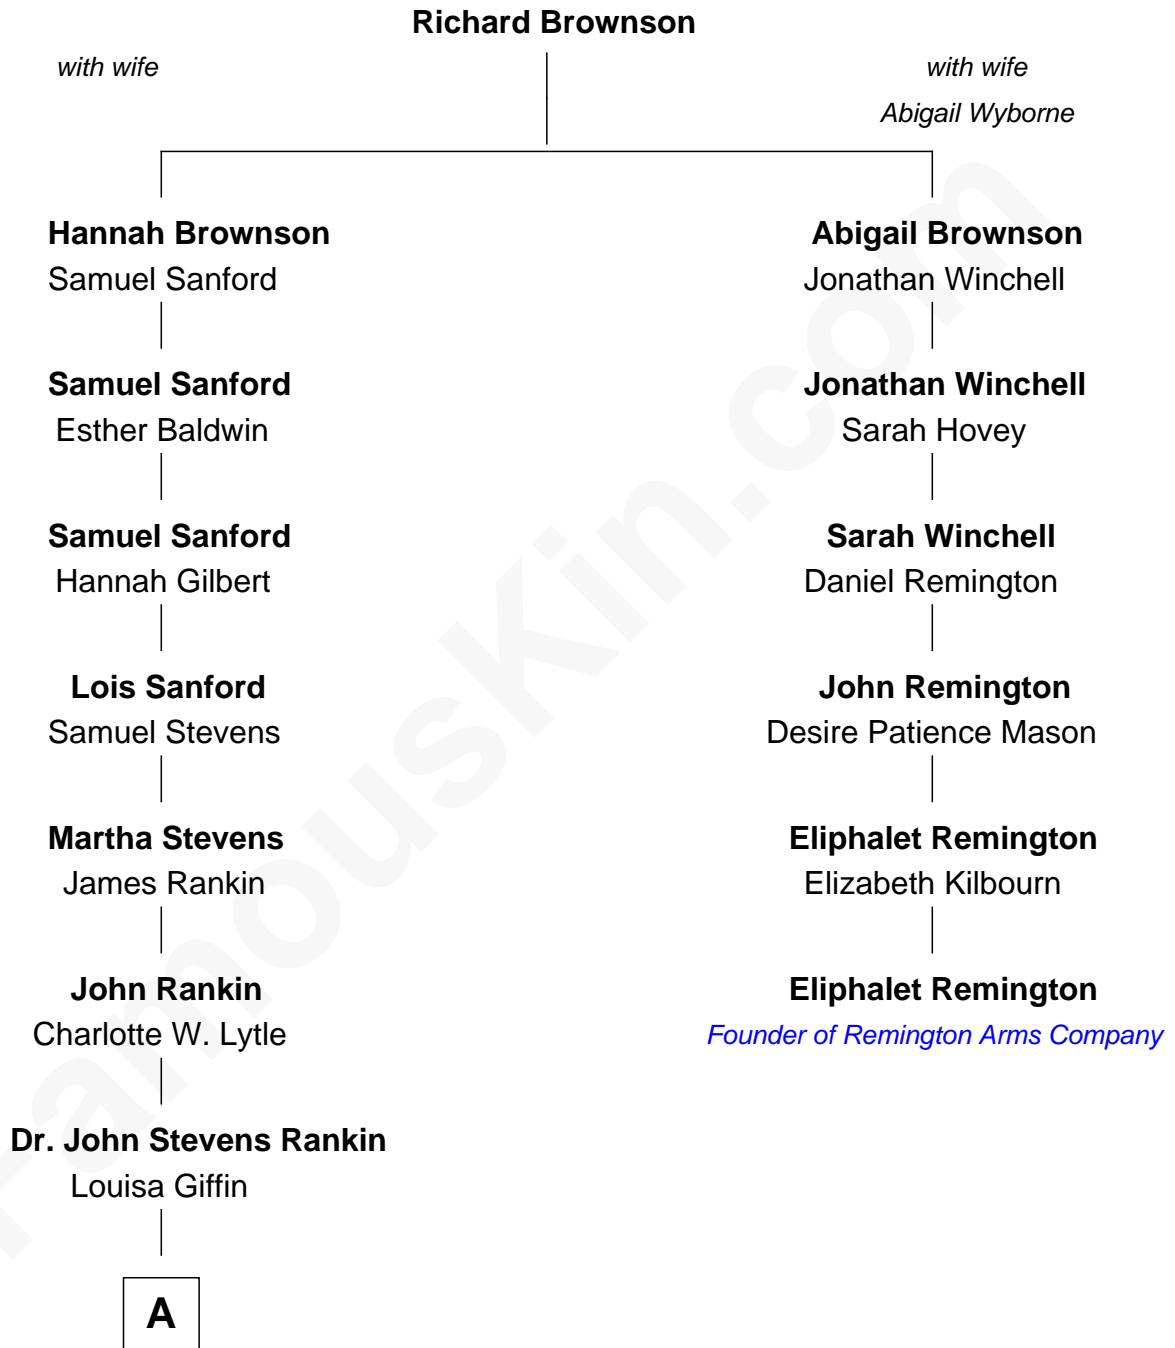 Richard Brownson
with wife
with wife
Abigail Wyborne
Hannah Brownson
Samuel Sanford
Abigail Brownson
Jonathan Winchell
Samuel Sanford
Esther Baldwin
Jonathan Winchell
Sarah Hovey
Samuel Sanford
Hannah Gilbert
Sarah Winchell
Daniel Remington
Lois Sanford
Samuel Stevens
John Remington
Desire Patience Mason
Martha Stevens
James Rankin
Eliphalet Remington
Elizabeth Kilbourn
John Rankin
Charlotte W. Lytle
Eliphalet Remington
Founder of Remington Arms Company
Dr. John Stevens Rankin
Louisa Giffin
A
FamousKin.com